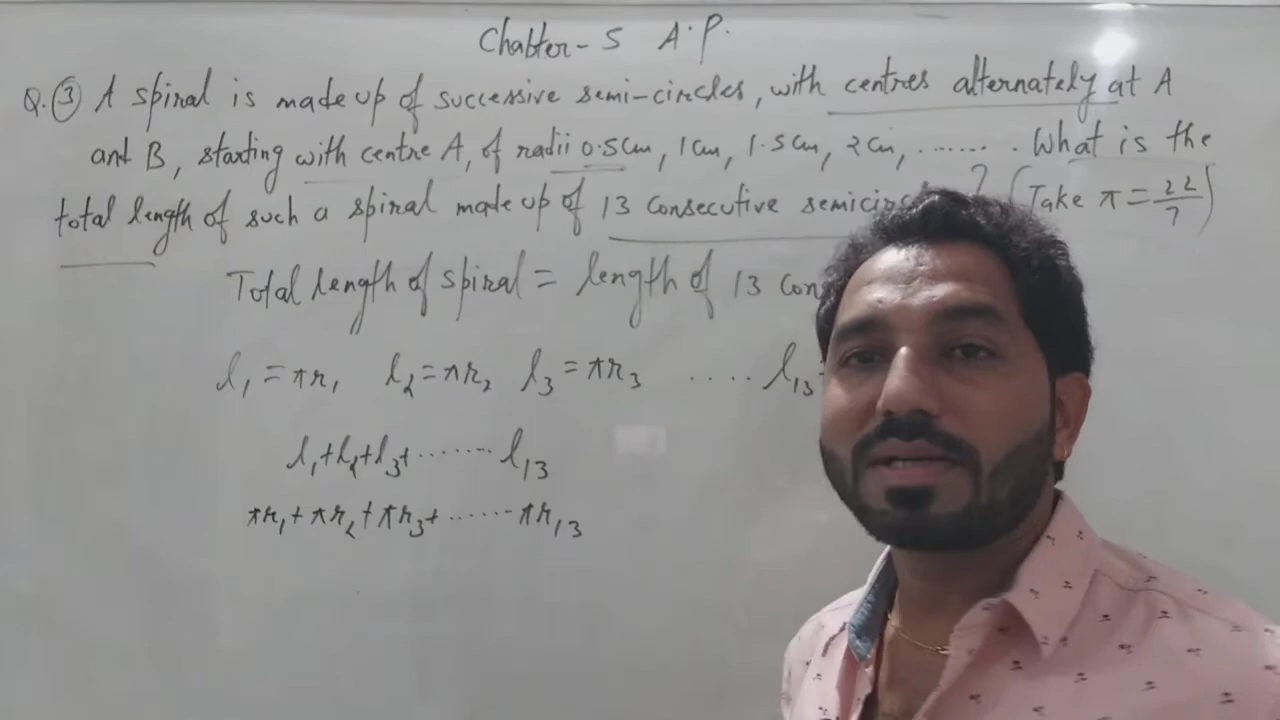 Chabter - 5 A.P.
Q.③ A spiral is made up of successive semi-circles, with centres alternately at A
and B, starting with centre A, of radii 0.5cm, 1cm, 1.5cm, 2cm, ....... . What is the
total length of such a spiral made up of 13 consecutive ? (Take π = 22/7)
Total length of spiral = length of 13
l₁ = πr₁ l₂ = πr₂ l₃ = πr₃ .... l₁₃
l₁+l₂+l₃+.......l₁₃
πr₁+πr₂+πr₃+.......πr₁₃